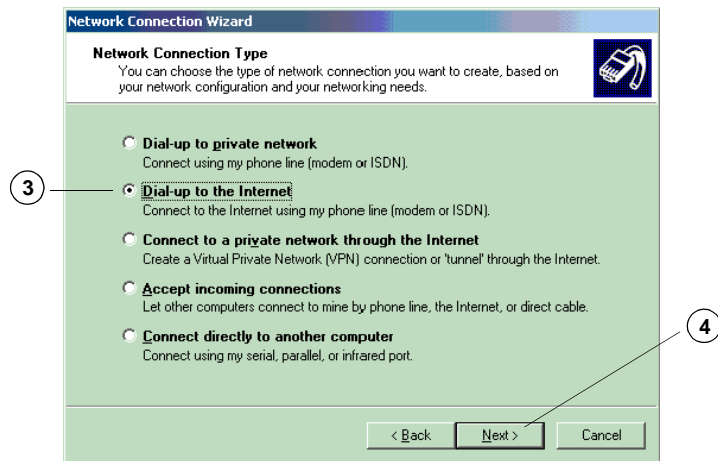 Network Connection Wizard
Network Connection Type
You can choose the type of network connection you want to create, based on
your network configuration and your networking needs.
Dial-up to private network
Connect using my phone line (modem or ISDN).
3
Dial-up to the Internet
Connect to the Internet using my phone line (modem or ISDN).
Connect to a private network through the Internet
Create a Virtual Private Network (VPN) connection or 'tunnel' through the Internet.
Accept incoming connections
Let other computers connect to mine by phone line, the Internet, or direct cable.
Connect directly to another computer
Connect using my serial, parallel, or infrared port.
4
< Back
Next >
Cancel